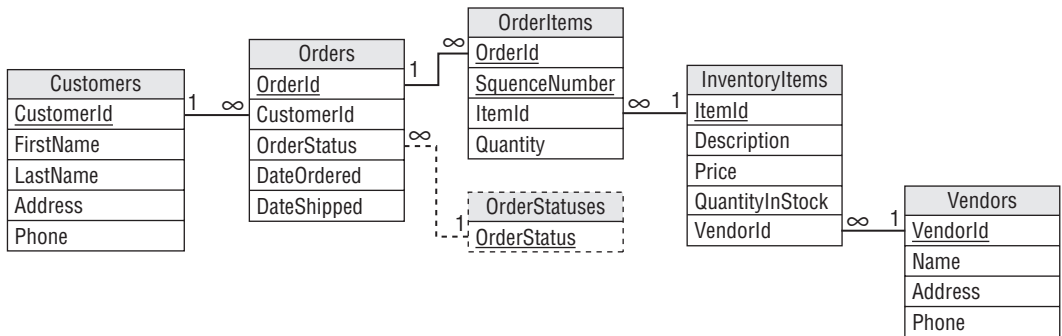 Customers
CustomerId
FirstName
LastName
Address
Phone
1
∞
Orders
OrderId
CustomerId
OrderStatus
DateOrdered
DateShipped
1
∞
∞
1
OrderItems
OrderId
SquenceNumber
ItemId
Quantity
OrderStatuses
OrderStatus
∞
1
InventoryItems
ItemId
Description
Price
QuantityInStock
VendorId
∞
1
Vendors
VendorId
Name
Address
Phone